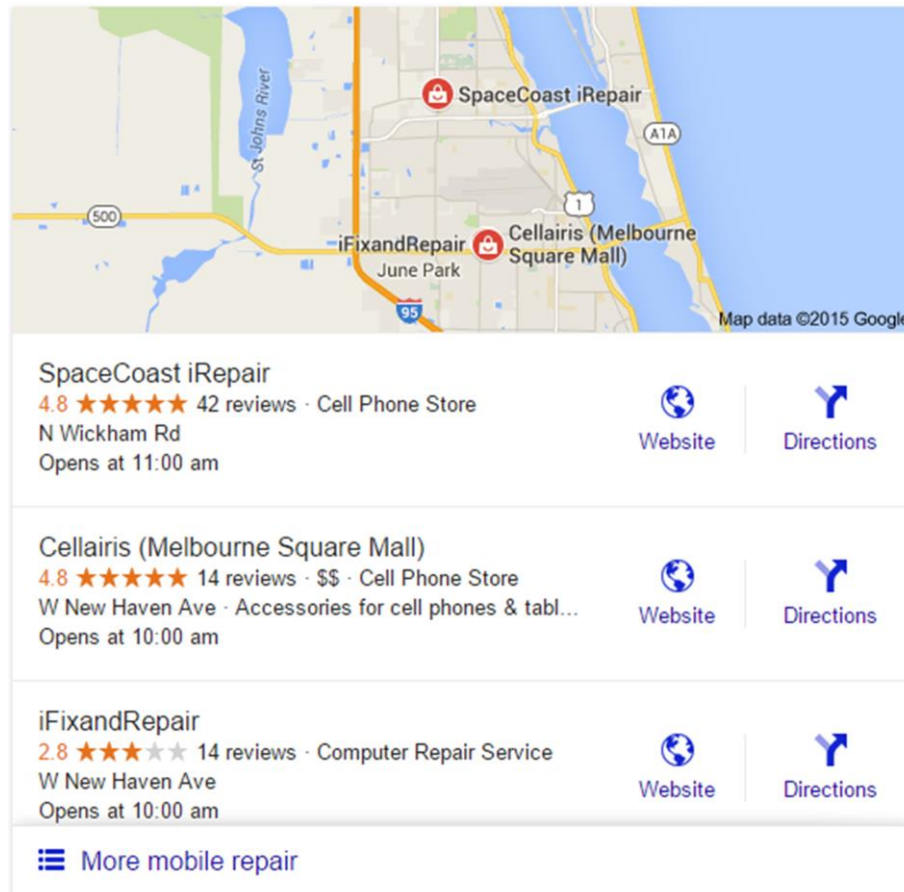 SpaceCoast iRepair
St Johns River
A1A
500
1
iFixandRepair
Cellairis (Melbourne
Square Mall)
June Park
95
Map data ©2015 Google
SpaceCoast iRepair
4.8 ★★★★★ 42 reviews · Cell Phone Store
N Wickham Rd
Opens at 11:00 am
Website
Directions
Cellairis (Melbourne Square Mall)
4.8 ★★★★★ 14 reviews · $$ · Cell Phone Store
W New Haven Ave · Accessories for cell phones & tabl...
Opens at 10:00 am
Website
Directions
iFixandRepair
2.8 ★★★★★ 14 reviews · Computer Repair Service
W New Haven Ave
Opens at 10:00 am
Website
Directions
More mobile repair